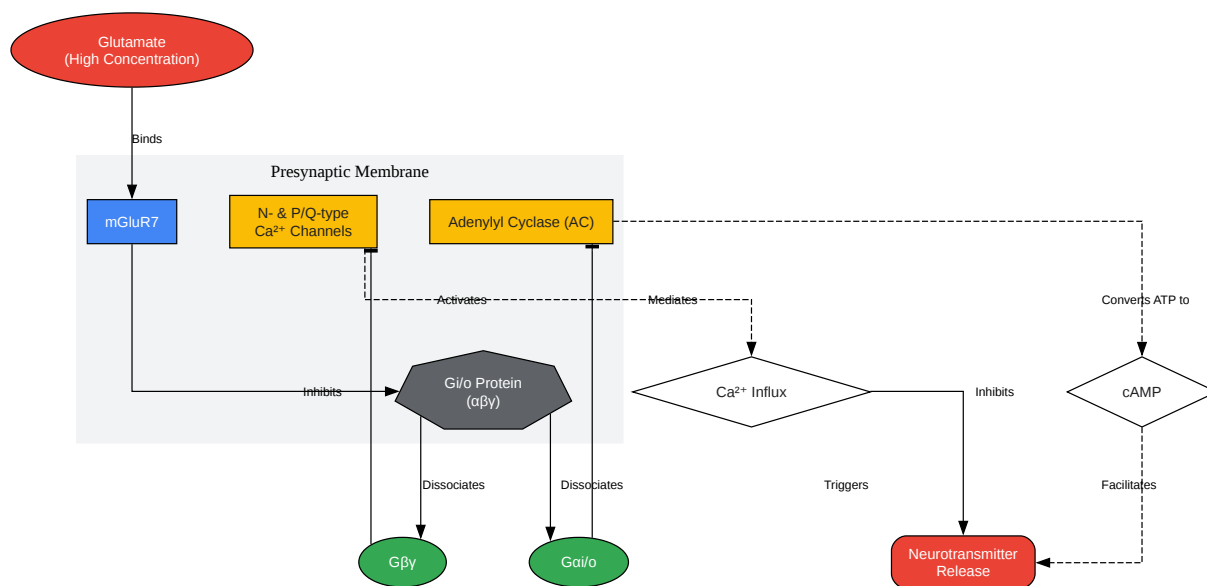 Glutamate
(High Concentration)
Binds
Presynaptic Membrane
mGluR7
N- & P/Q-type
Ca²⁺ Channels
Adenylyl Cyclase (AC)
Activates
Mediates
Converts ATP to
Inhibits
Gi/o Protein
(αβγ)
Ca²⁺ Influx
Inhibits
cAMP
Dissociates
Dissociates
Triggers
Facilitates
Gβγ
Gαi/o
Neurotransmitter
Release